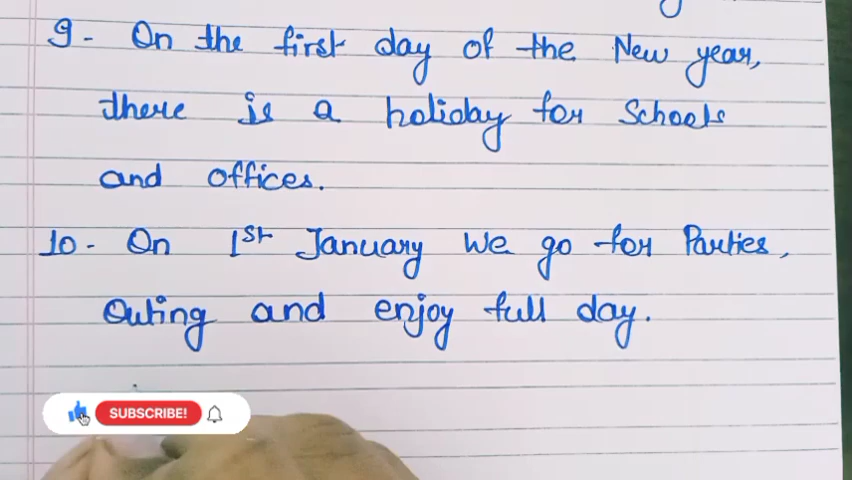 9- On the first day of the New year,
there is a holiday for Schools
and offices.
10- On 1st January We go for Parties,
Outing and enjoy full day.
SUBSCRIBE!